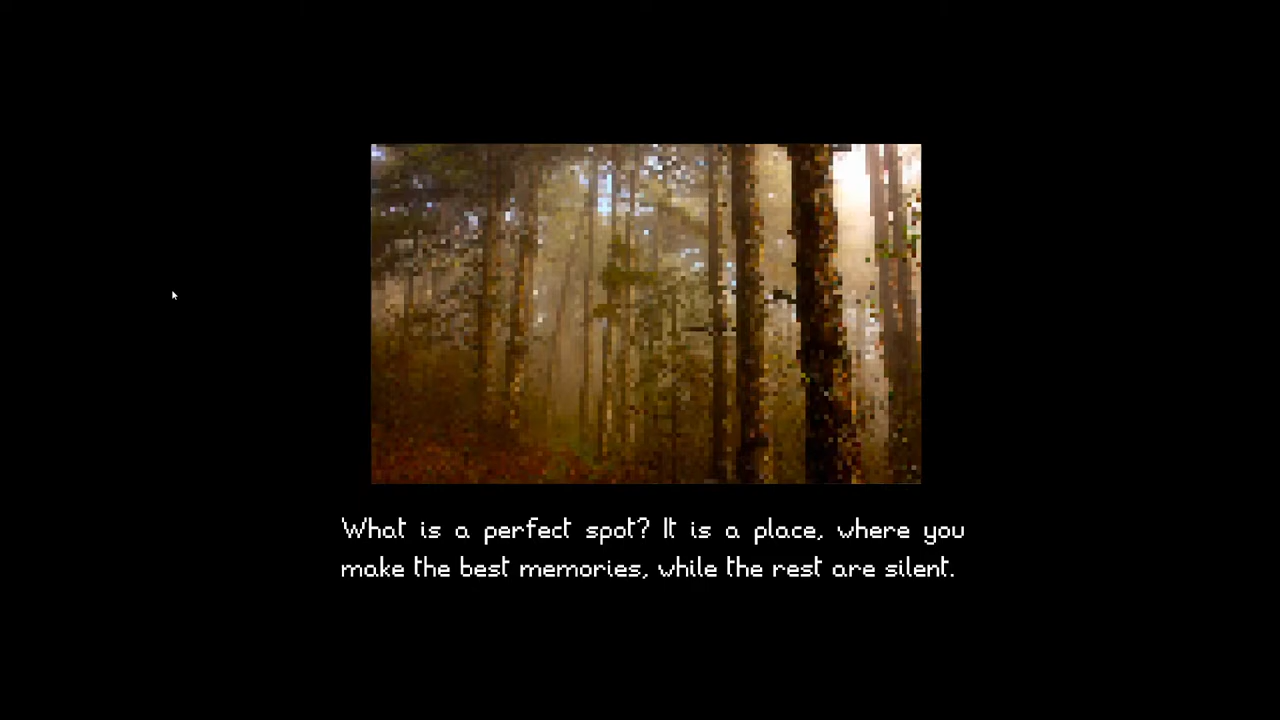 What is a perfect spot? It is a place, where you
make the best memories, while the rest are silent.